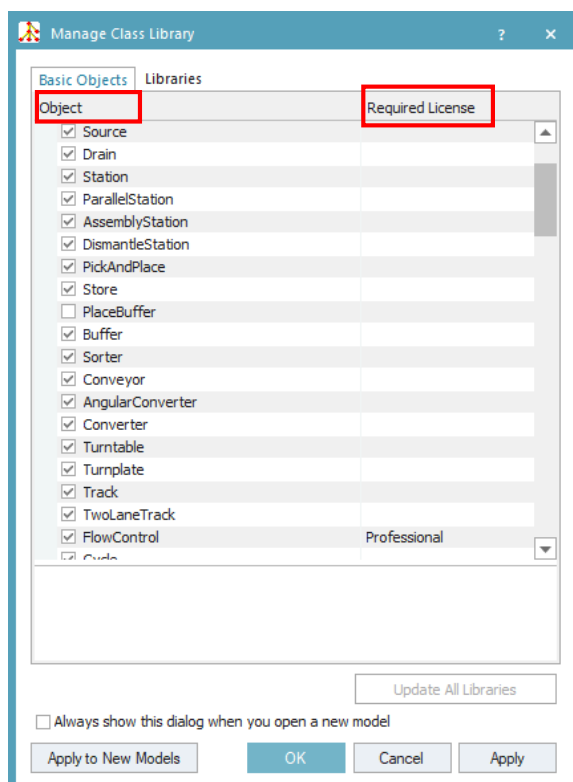 Manage Class Library ? ×
Basic Objects Libraries
Object Required License
Source
Drain
Station
ParallelStation
AssemblyStation
DismantleStation
PickAndPlace
Store
PlaceBuffer
Buffer
Sorter
Conveyor
AngularConverter
Converter
Turntable
Turnplate
Track
TwoLaneTrack
FlowControl Professional
Cycle
Update All Libraries
Always show this dialog when you open a new model
Apply to New Models OK Cancel Apply